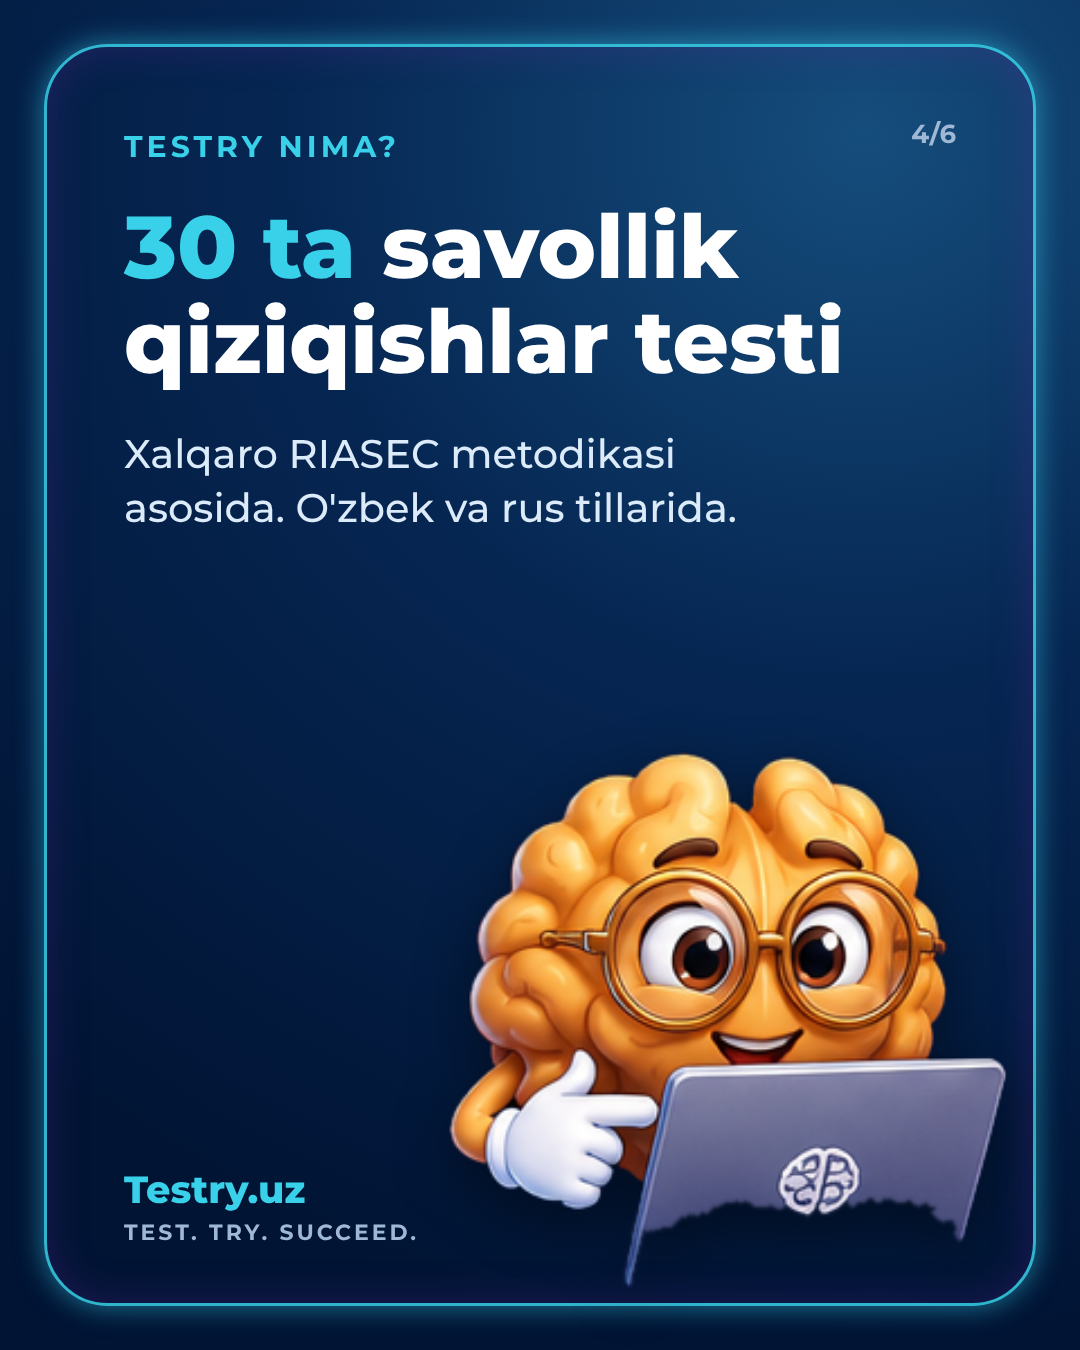 TESTRY NIMA?
4/6
30 ta savollik
qiziqishlar testi
Xalqaro RIASEC metodikasi
asosida. O'zbek va rus tillarida.
Testry.uz
TEST. TRY. SUCCEED.